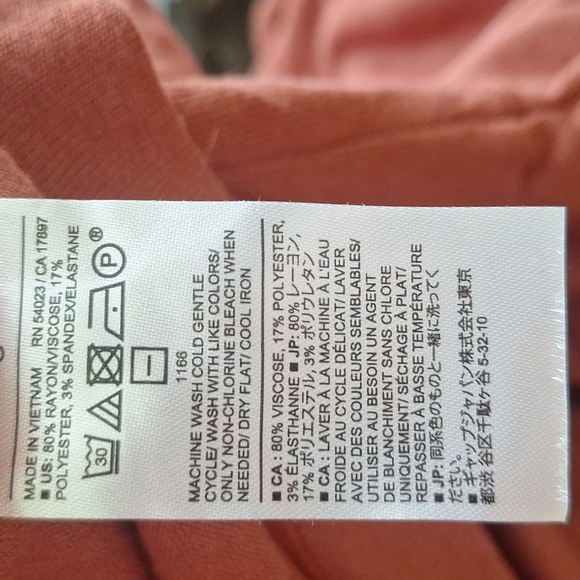 MADE IN VIETNAM RN 54023 / CA 17897
■ US: 80% RAYON/VISCOSE, 17%
POLYESTER, 3% SPANDEX/ELASTANE
30 P ®
1166
MACHINE WASH COLD GENTLE
CYCLE/ WASH WITH LIKE COLORS/
ONLY NON-CHLORINE BLEACH WHEN
NEEDED/ DRY FLAT/ COOL IRON
■ CA : 80% VISCOSE, 17% POLYESTER,
3% ÉLASTHANNE ■ JP: 80% レーヨン,
17% ポリエステル, 3% ポリウレタン
■ CA : LAVER À LA MACHINE À L'EAU
FROIDE AU CYCLE DÉLICAT/ LAVER
AVEC DES COULEURS SEMBLABLES/
UTILISER AU BESOIN UN AGENT
DE BLANCHIMENT SANS CHLORE
UNIQUEMENT/ SÉCHAGE À PLAT/
REPASSER À BASSE TEMPÉRATURE
■ JP: 同系色のものと一緒に洗ってく
ださい。
■ ギャップジャパン株式会社東京
都渋谷区千駄ヶ谷 5-32-10